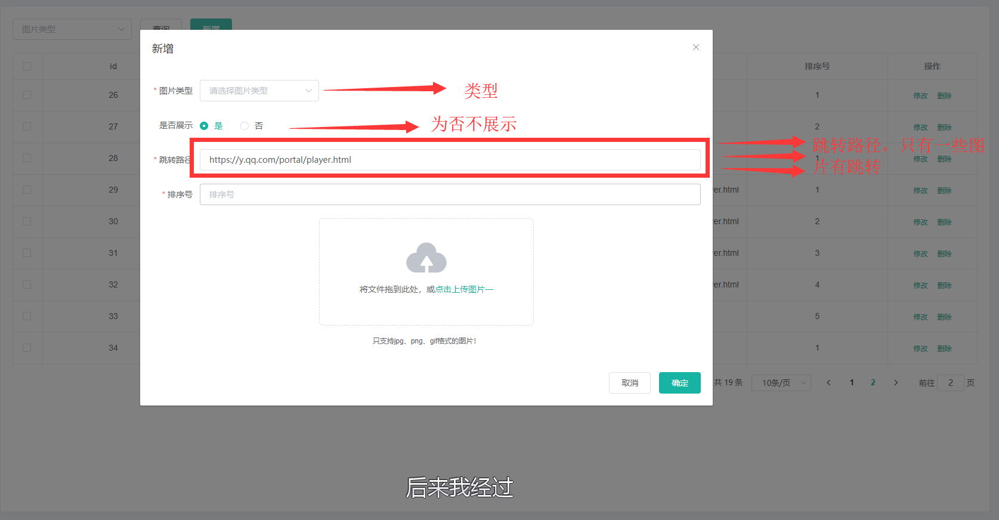 图片类型 查询 新增
新增
id 排序号 操作
* 图片类型 请选择图片类型 类型
26 1 修改 删除
是否展示 是 否 为否不展示
27 2 修改 删除
跳转路径，只有一些图
片有跳转
* 跳转路径 https://y.qq.com/portal/player.html
28 1 修改 删除
* 排序号 排序号
29 er.html 1 修改 删除
30 er.html 2 修改 删除
31 er.html 3 修改 删除
32 er.html 4 修改 删除
将文件拖到此处，或点击上传图片一
33 5 修改 删除
只支持jpg、png、gif格式的图片!
34 1 修改 删除
取消 确定
共 19 条 10条/页 1 2 前往 2 页
后来我经过